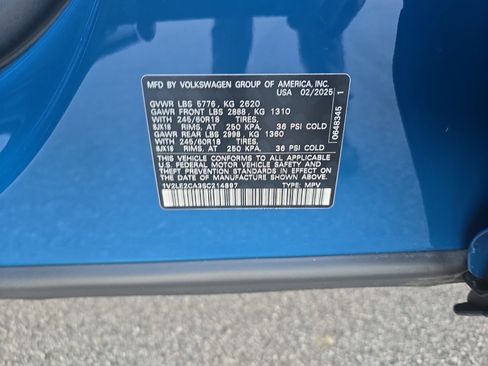 MFD. BY VOLKSWAGEN GROUP OF AMERICA, INC.
USA 02/2025
GVWR LBS 5776, KG 2620
GAWR FRONT LBS 2888, KG 1310
WITH 245/60R18 TIRES,
8JX18 RIMS, AT 250 KPA, 36 PSI COLD
GAWR REAR LBS 2998, KG 1360
WITH 245/60R18 TIRES,
8JX18 RIMS, AT 250 KPA, 36 PSI COLD
THIS VEHICLE CONFORMS TO ALL APPLICABLE
U.S. FEDERAL MOTOR VEHICLE SAFETY
STANDARDS IN EFFECT ON THE DATE OF
MANUFACTURE SHOWN ABOVE.
1V2LE2CA3SC214897 TYPE: MPV
0648345 1